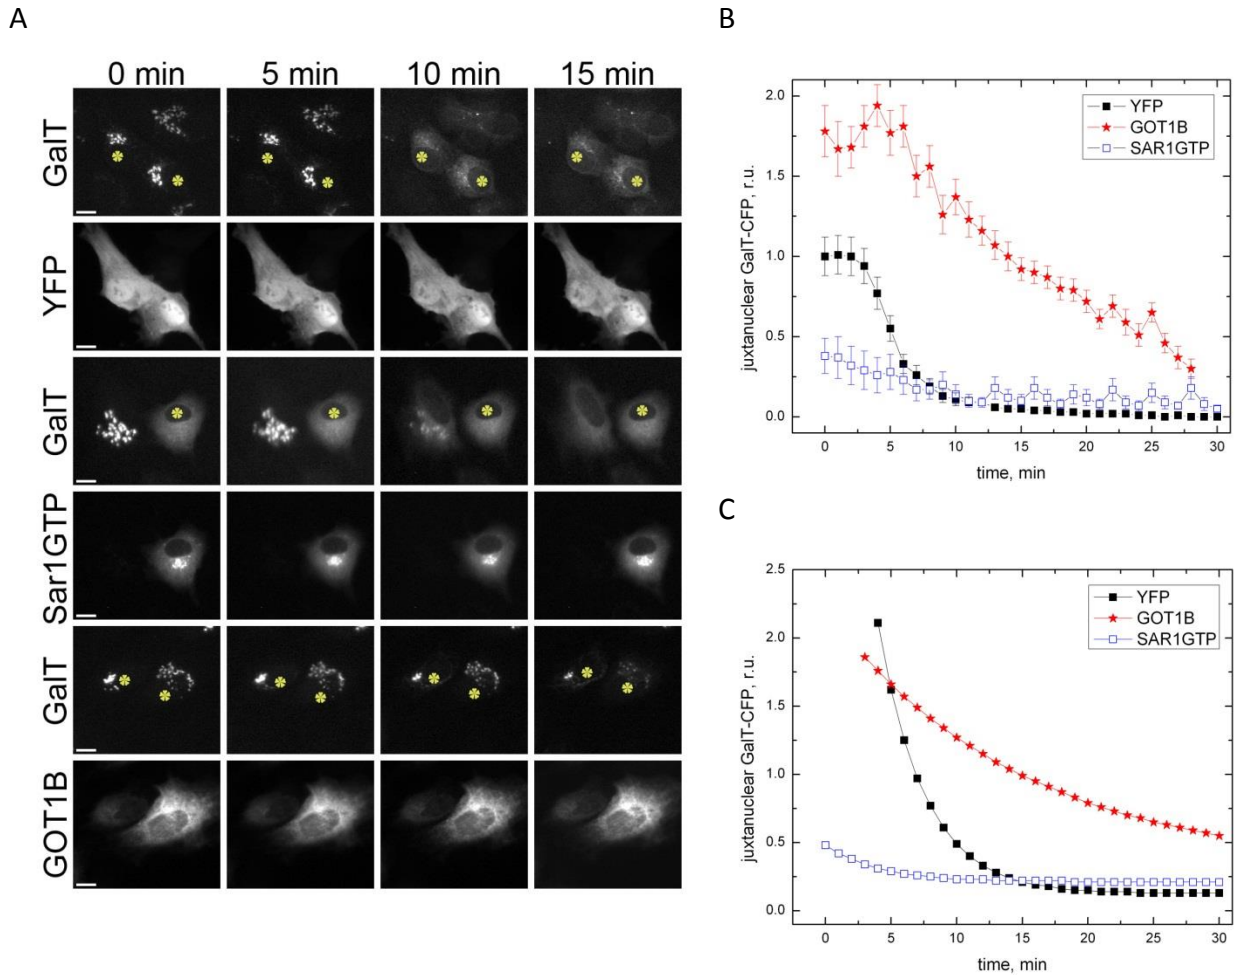 A
0 min 5 min 10 min 15 min
GalT
YFP
GalT
Sar1GTP
GalT
GOT1B
B
2.0
1.5
1.0
0.5
0.0
juxtanuclear GalT-CFP, r.u.
YFP
GOT1B
SAR1GTP
0 5 10 15 20 25 30
time, min
C
2.5
2.0
1.5
1.0
0.5
0.0
juxtanuclear GalT-CFP, r.u.
YFP
GOT1B
SAR1GTP
0 5 10 15 20 25 30
time, min